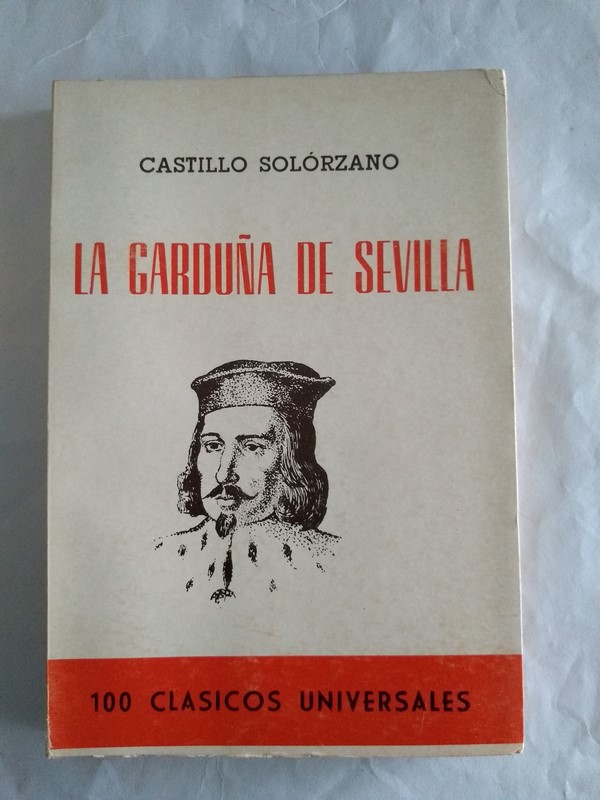 CASTILLO SOLÓRZANO
LA GARDUÑA DE SEVILLA
100 CLASICOS UNIVERSALES